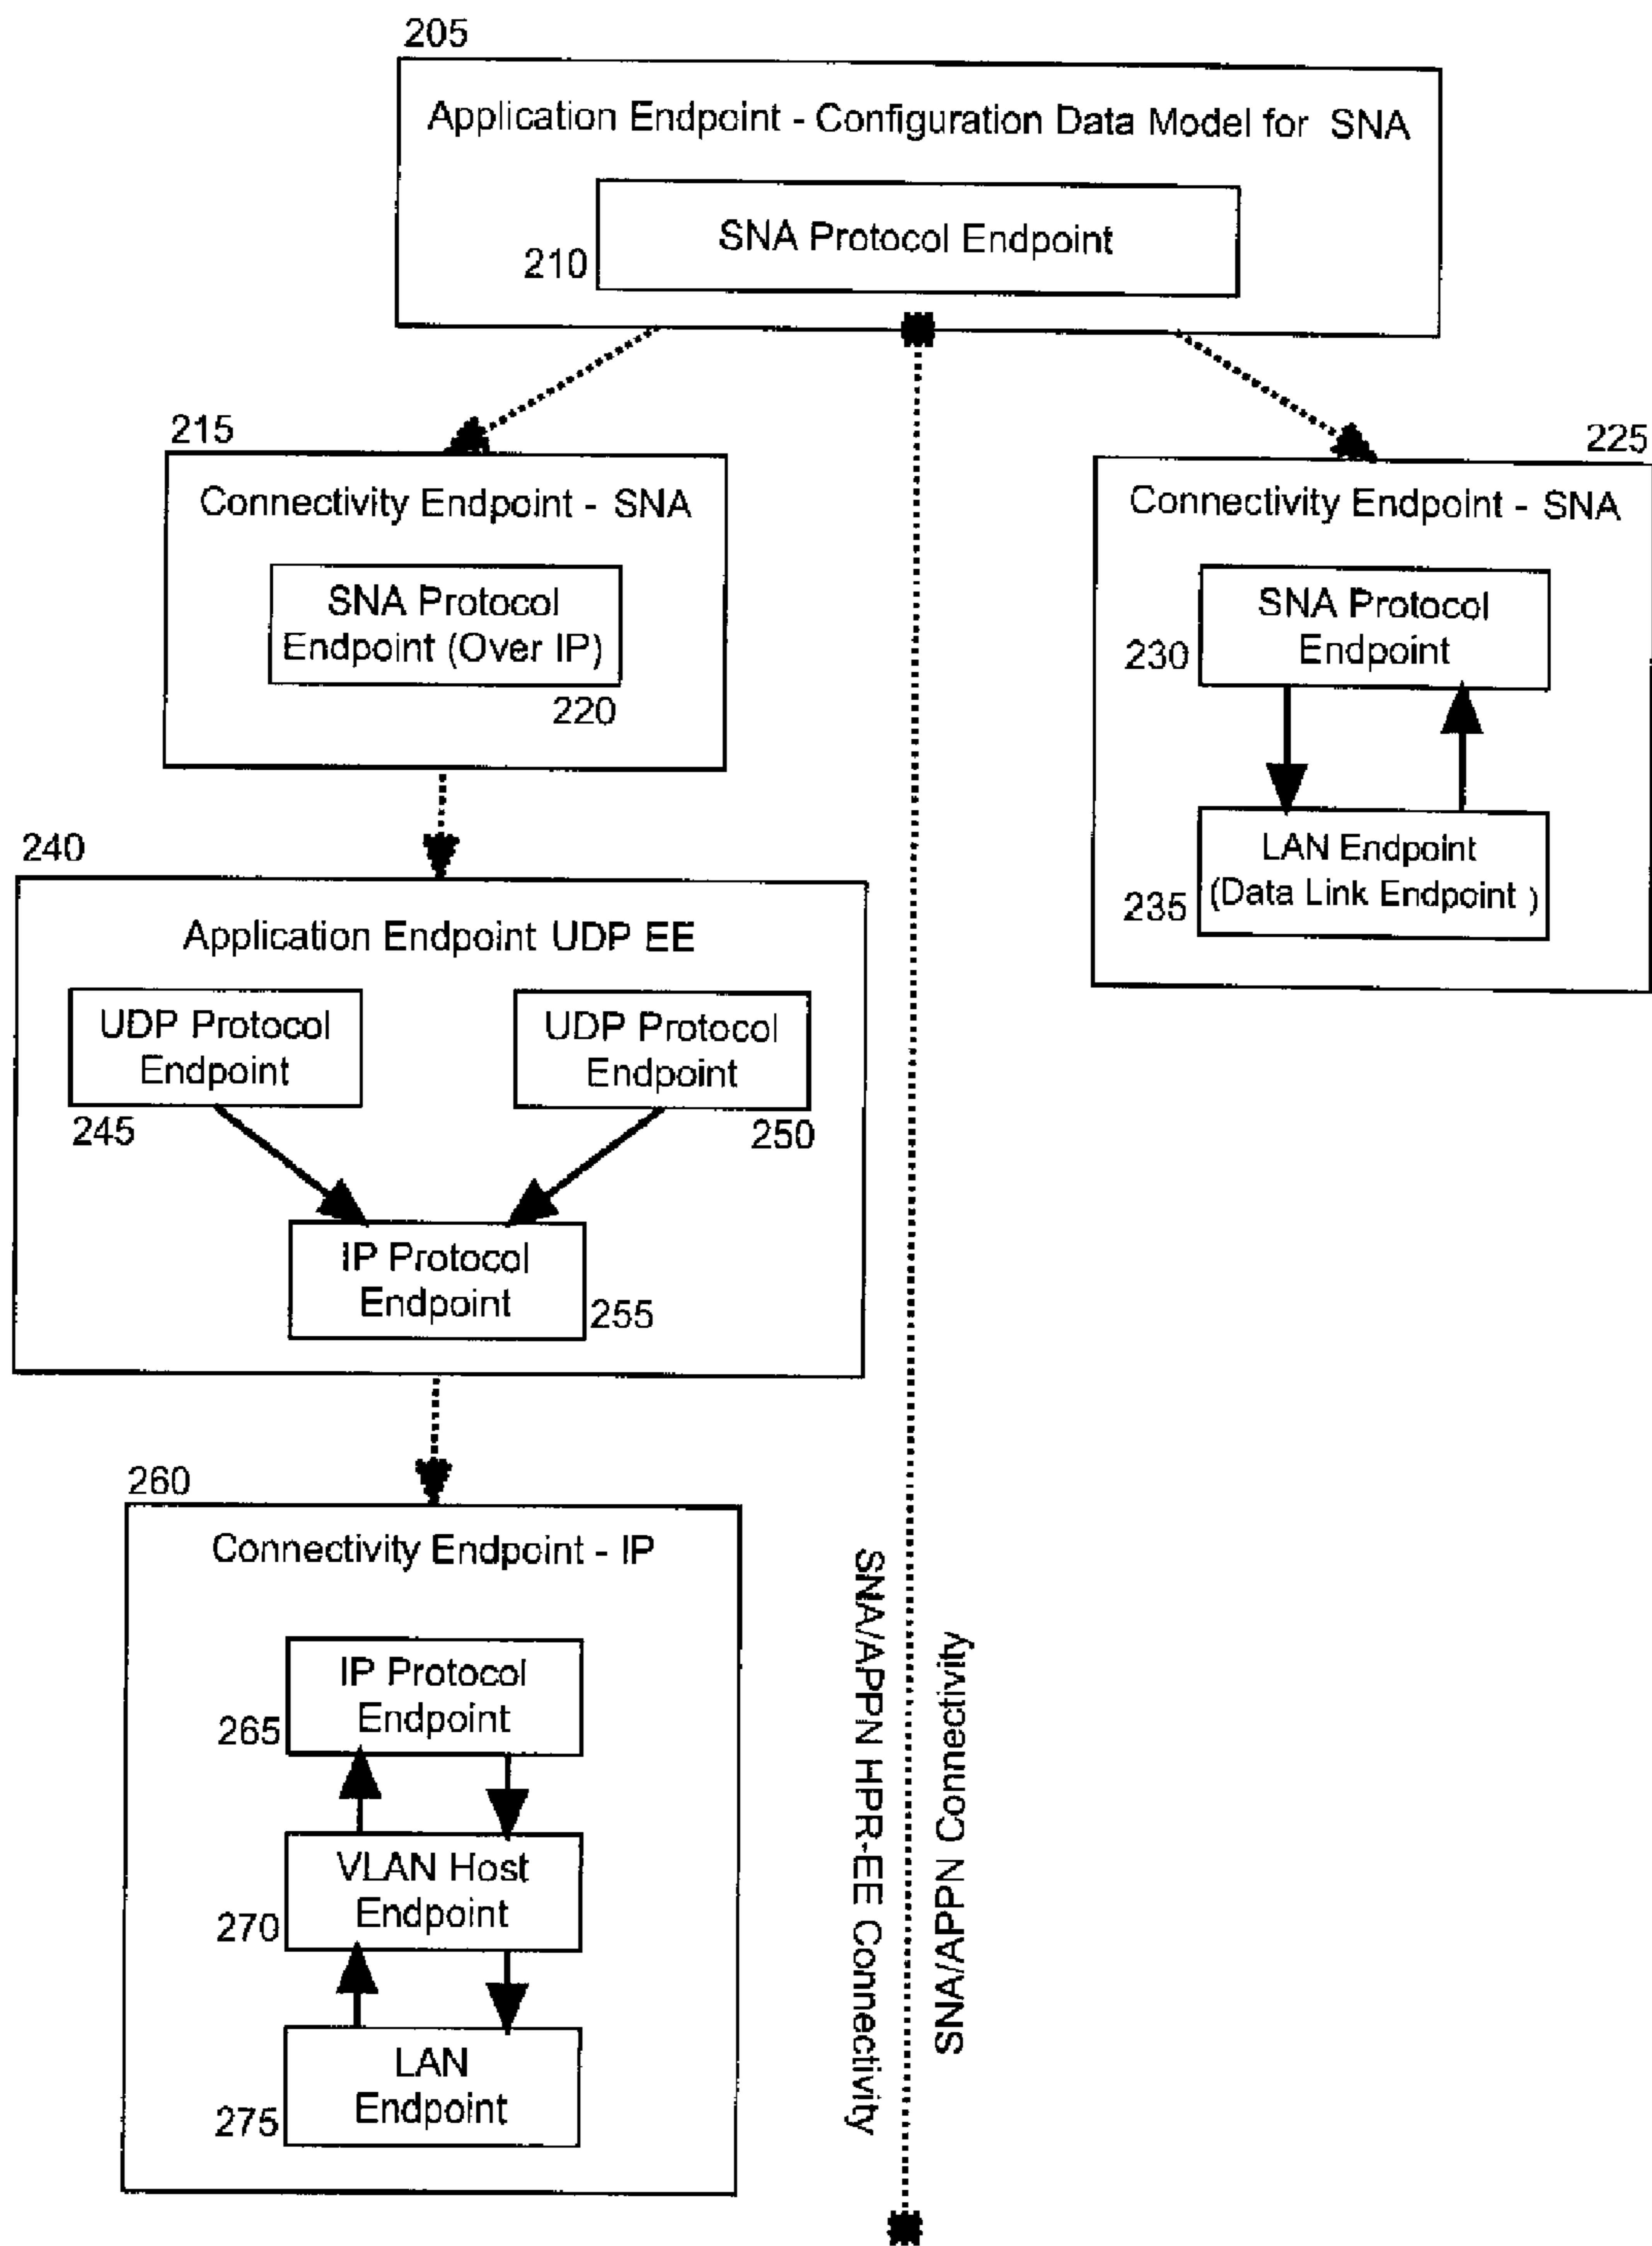 205
Application Endpoint - Configuration Data Model for SNA
SNA Protocol Endpoint
210
215
Connectivity Endpoint - SNA
SNA Protocol
Endpoint (Over IP)
220
225
Connectivity Endpoint - SNA
SNA Protocol
Endpoint
230
LAN Endpoint
(Data Link Endpoint )
235
240
Application Endpoint UDP EE
UDP Protocol
Endpoint
245
UDP Protocol
Endpoint
250
IP Protocol
Endpoint
255
260
Connectivity Endpoint - IP
IP Protocol
Endpoint
265
VLAN Host
Endpoint
270
LAN
Endpoint
275
SNA/APPN HPR-EE Connectivity
SNA/APPN Connectivity